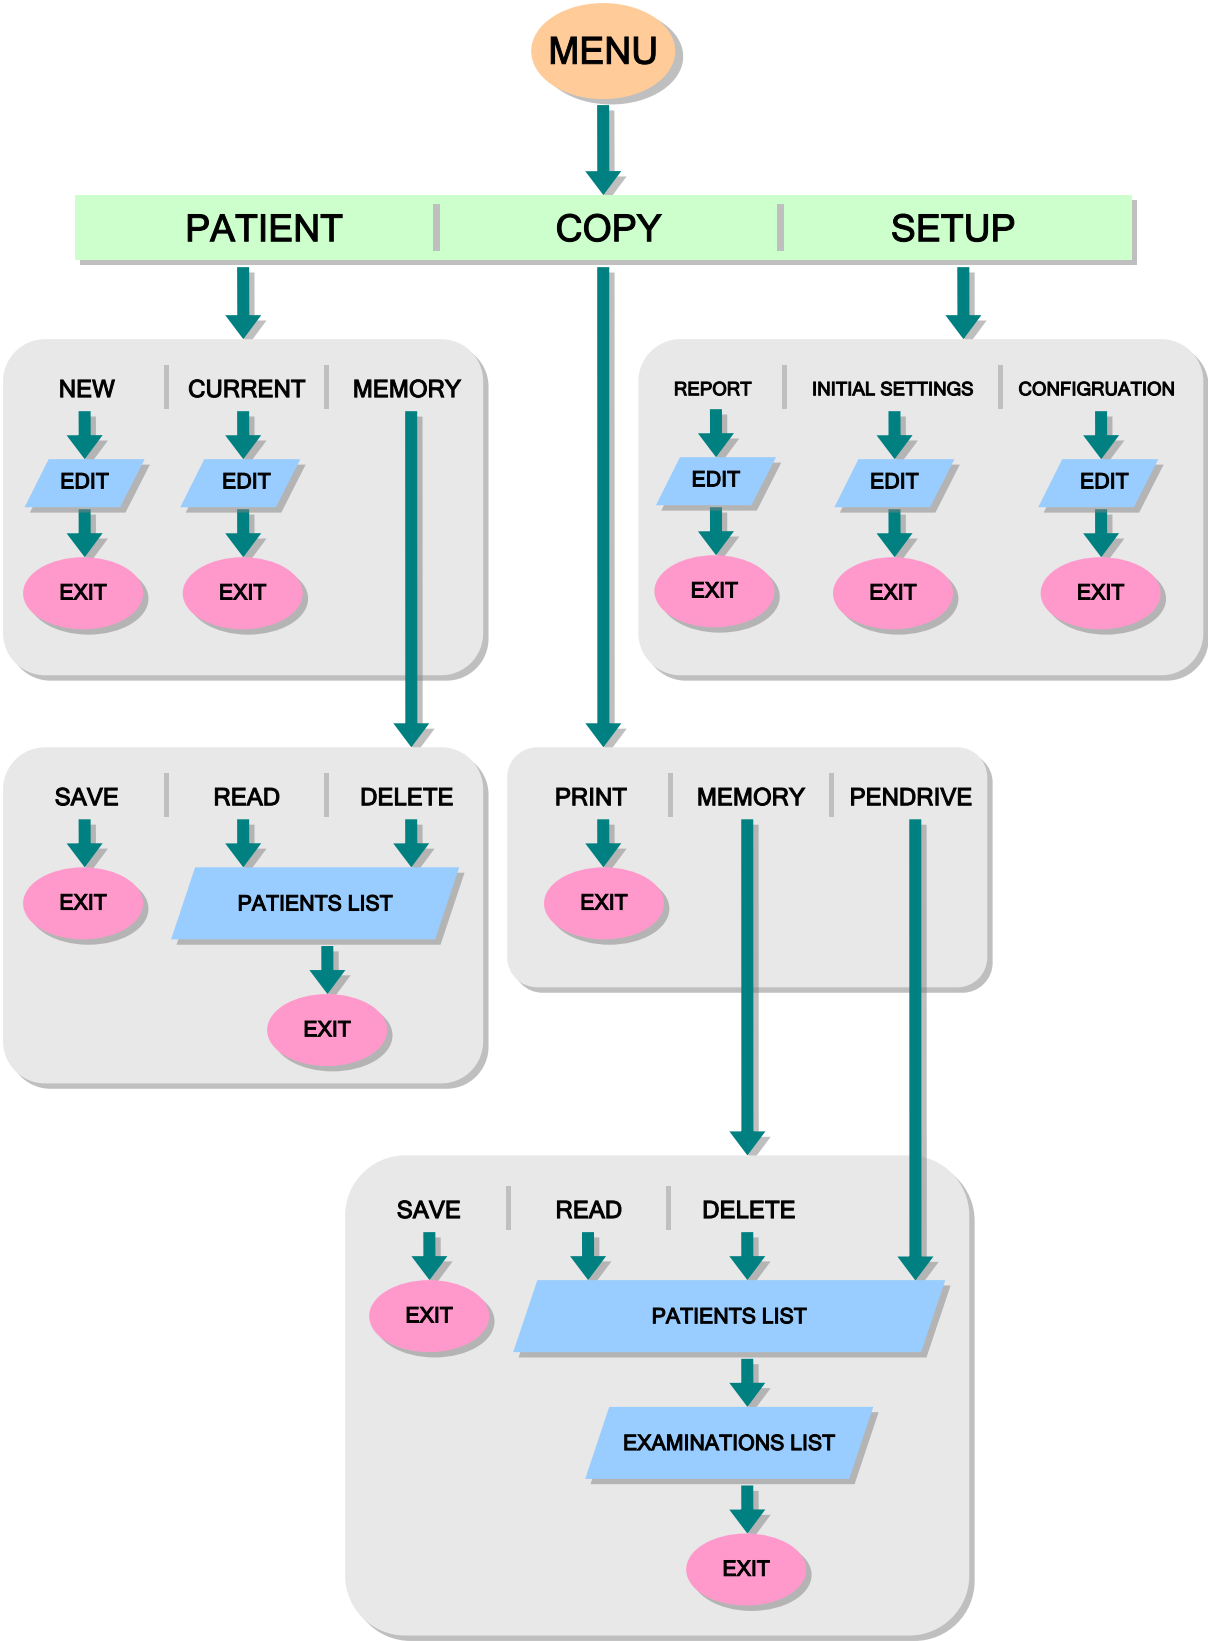 MENU
PATIENT COPY SETUP
NEW CURRENT MEMORY
REPORT INITIAL SETTINGS CONFIGRUATION
EDIT EDIT
EDIT EDIT EDIT
EXIT EXIT
EXIT EXIT EXIT
SAVE READ DELETE
PRINT MEMORY PENDRIVE
EXIT PATIENTS LIST
EXIT
EXIT
SAVE READ DELETE
EXIT PATIENTS LIST
EXAMINATIONS LIST
EXIT